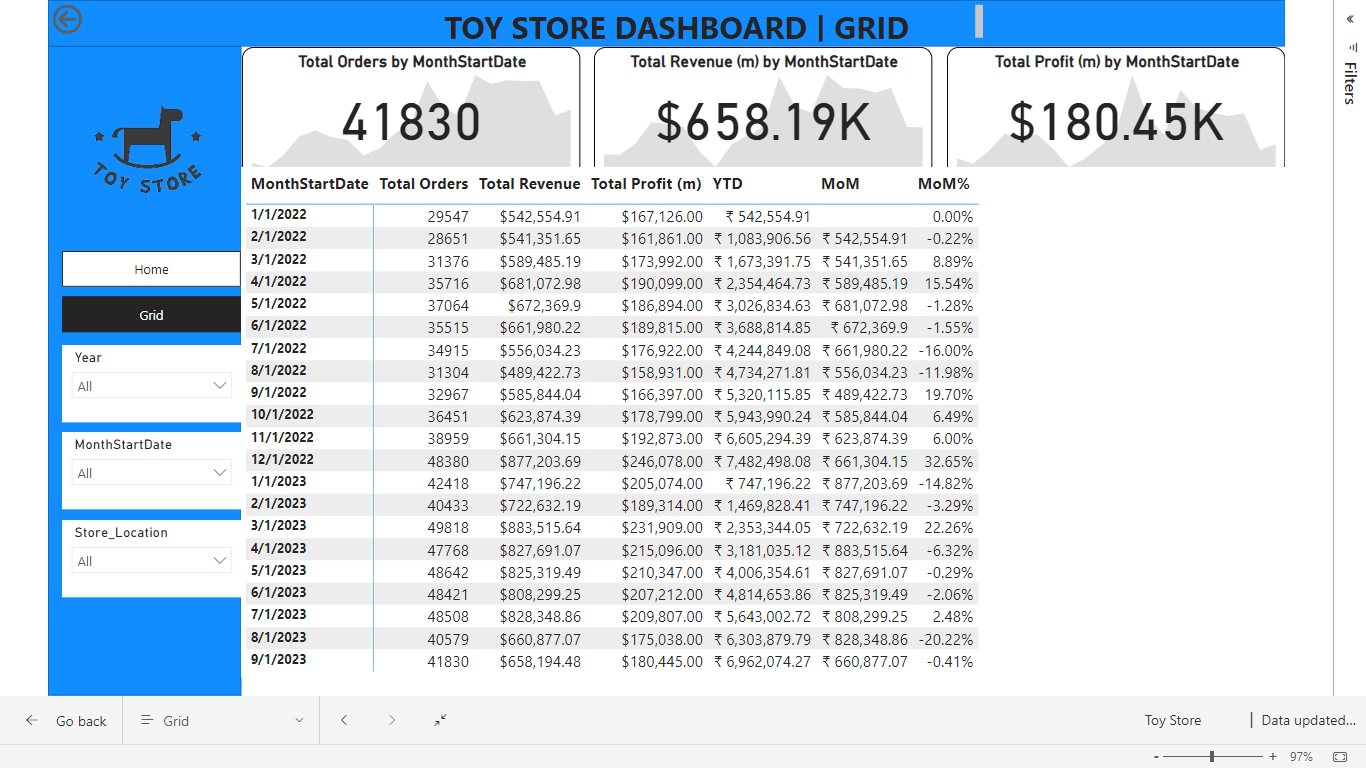 TOY STORE DASHBOARD | GRID
Filters
Total Orders by MonthStartDate
41830
Total Revenue (m) by MonthStartDate
$658.19K
Total Profit (m) by MonthStartDate
$180.45K
TOY STORE
Home
Grid
Year
All
MonthStartDate
All
Store_Location
All
MonthStartDate Total Orders Total Revenue Total Profit (m) YTD MoM MoM%
1/1/2022 29547 $542,554.91 $167,126.00 ₹ 542,554.91 0.00%
2/1/2022 28651 $541,351.65 $161,861.00 ₹ 1,083,906.56 ₹ 542,554.91 -0.22%
3/1/2022 31376 $589,485.19 $173,992.00 ₹ 1,673,391.75 ₹ 541,351.65 8.89%
4/1/2022 35716 $681,072.98 $190,099.00 ₹ 2,354,464.73 ₹ 589,485.19 15.54%
5/1/2022 37064 $672,369.9 $186,894.00 ₹ 3,026,834.63 ₹ 681,072.98 -1.28%
6/1/2022 35515 $661,980.22 $189,815.00 ₹ 3,688,814.85 ₹ 672,369.9 -1.55%
7/1/2022 34915 $556,034.23 $176,922.00 ₹ 4,244,849.08 ₹ 661,980.22 -16.00%
8/1/2022 31304 $489,422.73 $158,931.00 ₹ 4,734,271.81 ₹ 556,034.23 -11.98%
9/1/2022 32967 $585,844.04 $166,397.00 ₹ 5,320,115.85 ₹ 489,422.73 19.70%
10/1/2022 36451 $623,874.39 $178,799.00 ₹ 5,943,990.24 ₹ 585,844.04 6.49%
11/1/2022 38959 $661,304.15 $192,873.00 ₹ 6,605,294.39 ₹ 623,874.39 6.00%
12/1/2022 48380 $877,203.69 $246,078.00 ₹ 7,482,498.08 ₹ 661,304.15 32.65%
1/1/2023 42418 $747,196.22 $205,074.00 ₹ 747,196.22 ₹ 877,203.69 -14.82%
2/1/2023 40433 $722,632.19 $189,314.00 ₹ 1,469,828.41 ₹ 747,196.22 -3.29%
3/1/2023 49818 $883,515.64 $231,909.00 ₹ 2,353,344.05 ₹ 722,632.19 22.26%
4/1/2023 47768 $827,691.07 $215,096.00 ₹ 3,181,035.12 ₹ 883,515.64 -6.32%
5/1/2023 48642 $825,319.49 $210,347.00 ₹ 4,006,354.61 ₹ 827,691.07 -0.29%
6/1/2023 48421 $808,299.25 $207,212.00 ₹ 4,814,653.86 ₹ 825,319.49 -2.06%
7/1/2023 48508 $828,348.86 $209,807.00 ₹ 5,643,002.72 ₹ 808,299.25 2.48%
8/1/2023 40579 $660,877.07 $175,038.00 ₹ 6,303,879.79 ₹ 828,348.86 -20.22%
9/1/2023 41830 $658,194.48 $180,445.00 ₹ 6,962,074.27 ₹ 660,877.07 -0.41%
Go back Grid Toy Store | Data updated...
- + 97%